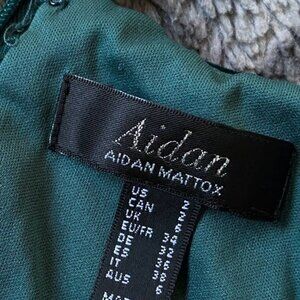 Aidan
AIDAN MATTOX
US 2
CAN 2
UK 6
EU/FR 34
DE 32
ES 36
IT 38
AUS 6